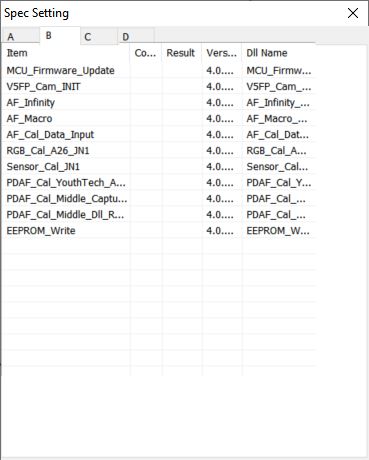 Spec Setting
A B C D
Item Co... Result Vers... Dll Name
MCU_Firmware_Update 4.0.... MCU_Firmw...
V5FP_Cam_INIT 4.0.... V5FP_Cam_...
AF_Infinity 4.0.... AF_Infinity_...
AF_Macro 4.0.... AF_Macro_...
AF_Cal_Data_Input 4.0.... AF_Cal_Dat...
RGB_Cal_A26_JN1 4.0.... RGB_Cal_A...
Sensor_Cal_JN1 4.0.... Sensor_Cal...
PDAF_Cal_YouthTech_A... 4.0.... PDAF_Cal_Y...
PDAF_Cal_Middle_Captu... 4.0.... PDAF_Cal_...
PDAF_Cal_Middle_Dll_R... 4.0.... PDAF_Cal_...
EEPROM_Write 4.0.... EEPROM_W...